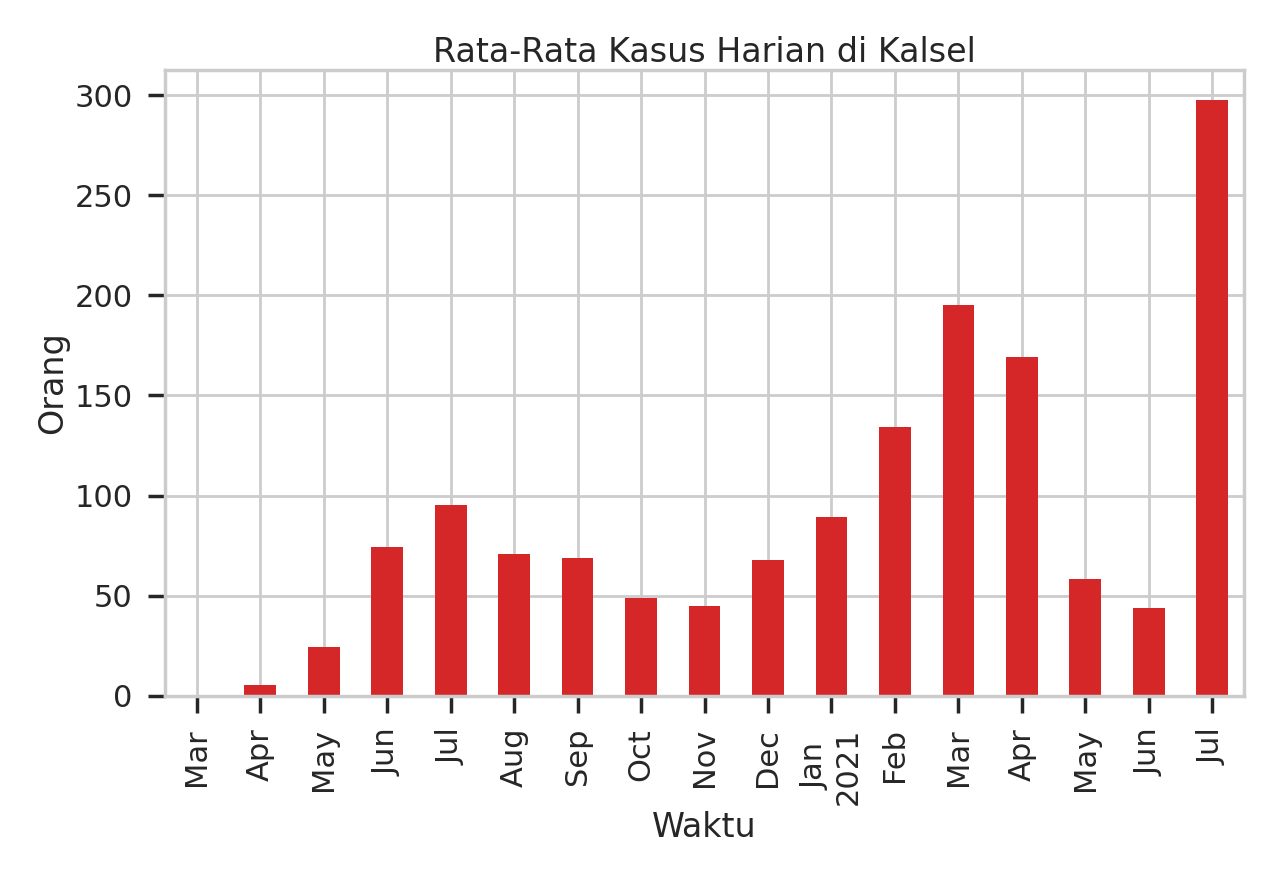 Rata-Rata Kasus Harian di Kalsel
300
250
200
150
100
50
0
Orang
Mar
Apr
May
Jun
Jul
Aug
Sep
Oct
Nov
Dec
Jan
2021
Feb
Mar
Apr
May
Jun
Jul
Waktu